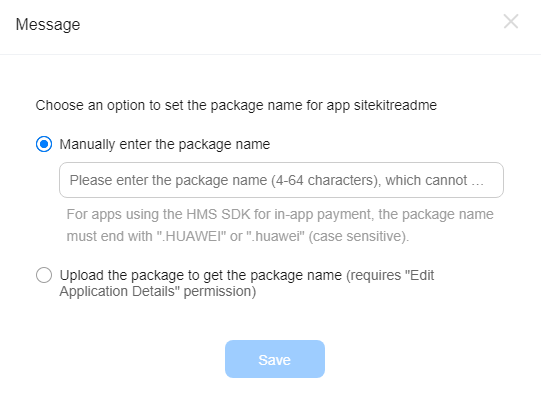 Message
Choose an option to set the package name for app sitekitreadme
Manually enter the package name
Please enter the package name (4-64 characters), which cannot ...
For apps using the HMS SDK for in-app payment, the package name
must end with ".HUAWEI" or ".huawei" (case sensitive).
Upload the package to get the package name (requires "Edit
Application Details" permission)
Save